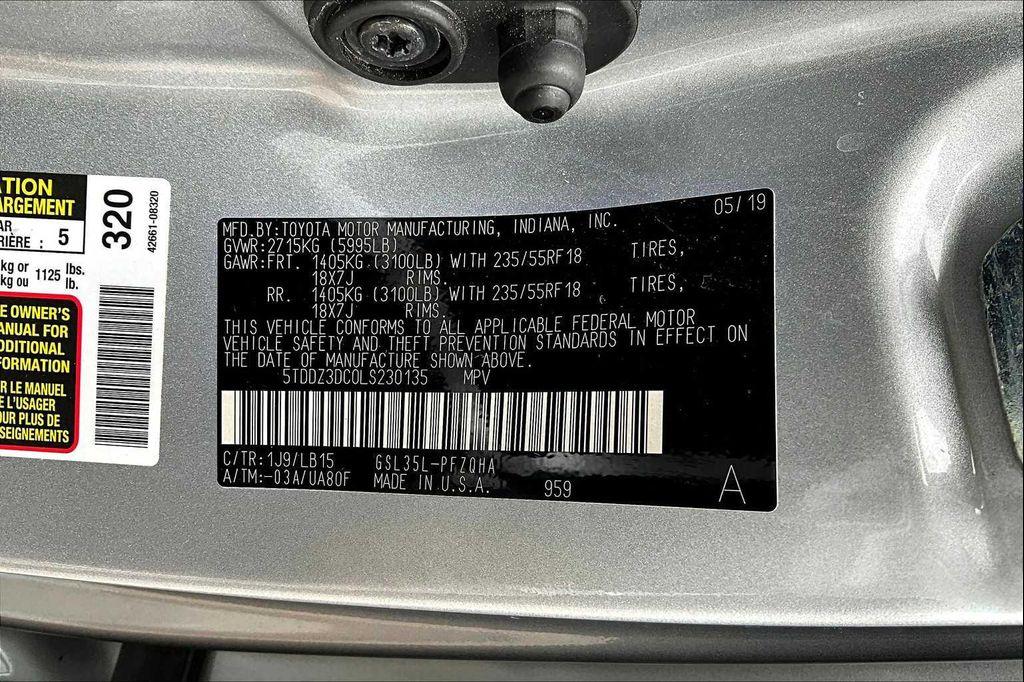 TION
ARGEMENT
AR
RIÈRE : 5
kg or
kg ou 1125 lbs.
lb.
E OWNER'S
ANUAL FOR
DDITIONAL
FORMATION
R LE MANUEL
E L'USAGER
OUR PLUS DE
SEIGNEMENTS
320
42661-08320
05/19
MFD.BY:TOYOTA MOTOR MANUFACTURING, INDIANA, INC.
GVWR:2715KG (5995LB)
GAWR:FRT. 1405KG (3100LB) WITH 235/55RF18 TIRES,
18X7J RIMS.
RR. 1405KG (3100LB) WITH 235/55RF18 TIRES,
18X7J RIMS.
THIS VEHICLE CONFORMS TO ALL APPLICABLE FEDERAL MOTOR
VEHICLE SAFETY AND THEFT PREVENTION STANDARDS IN EFFECT ON
THE DATE OF MANUFACTURE SHOWN ABOVE.
5TDDZ3DC0LS230135 MPV
C/TR:1J9/LB15 GSL35L-PFZQHA
A/TM:-03A/UA80F MADE IN U.S.A. 959
A